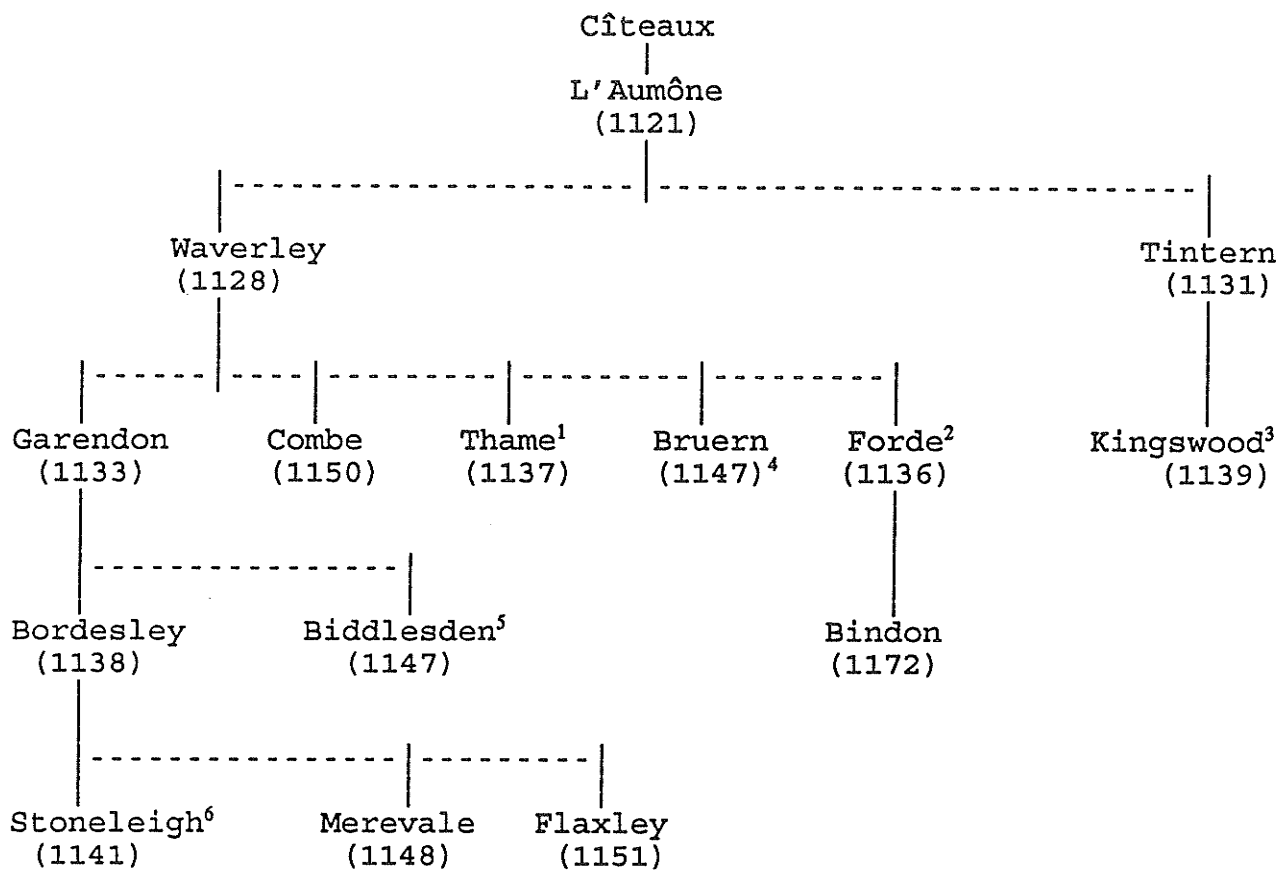 Cîteaux
L'Aumône
(1121)
Waverley Tintern
(1128) (1131)
Garendon Combe Thame¹ Bruern Forde² Kingswood³
(1133) (1150) (1137) (1147)⁴ (1136) (1139)
Bordesley Biddlesden⁵ Bindon
(1138) (1147) (1172)
Stoneleigh⁶ Merevale Flaxley
(1141) (1148) (1151)